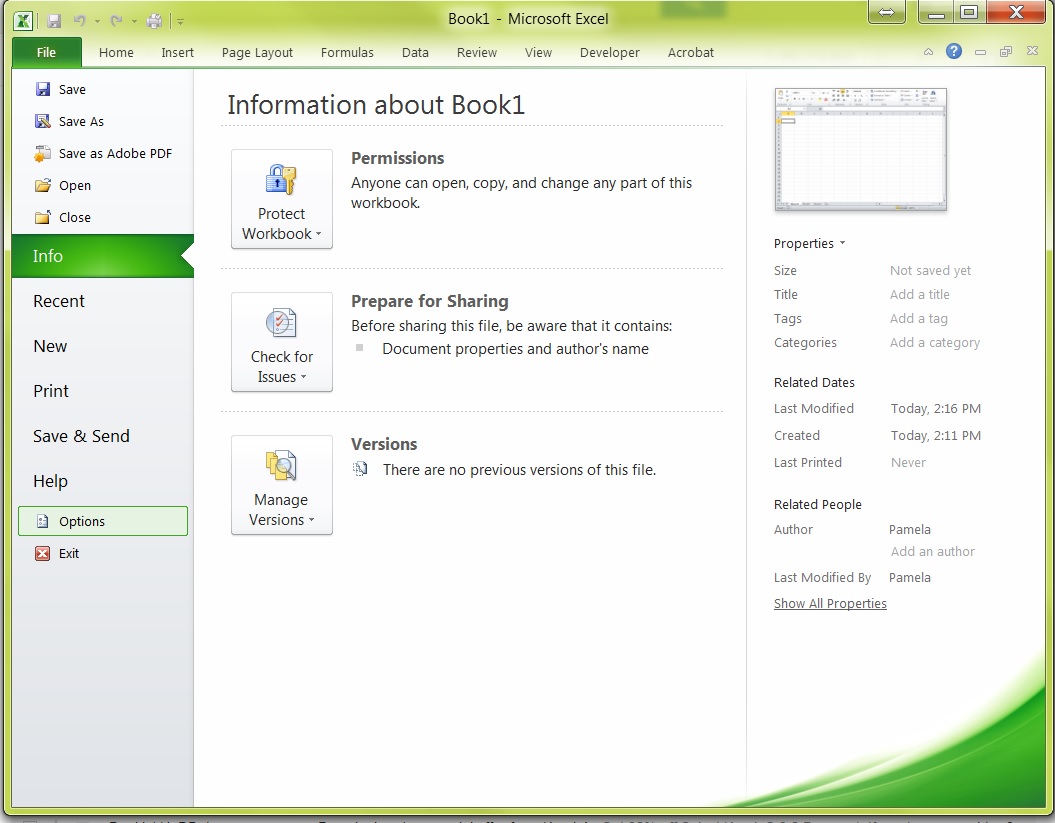 Book1 - Microsoft Excel
File Home Insert Page Layout Formulas Data Review View Developer Acrobat
Save
Save As
Save as Adobe PDF
Open
Close
Info
Recent
New
Print
Save & Send
Help
Options
Exit
Information about Book1
Protect
Workbook
Permissions
Anyone can open, copy, and change any part of this
workbook.
Check for
Issues
Prepare for Sharing
Before sharing this file, be aware that it contains:
Document properties and author's name
Manage
Versions
Versions
There are no previous versions of this file.
Properties
Size Not saved yet
Title Add a title
Tags Add a tag
Categories Add a category
Related Dates
Last Modified Today, 2:16 PM
Created Today, 2:11 PM
Last Printed Never
Related People
Author Pamela
Add an author
Last Modified By Pamela
Show All Properties